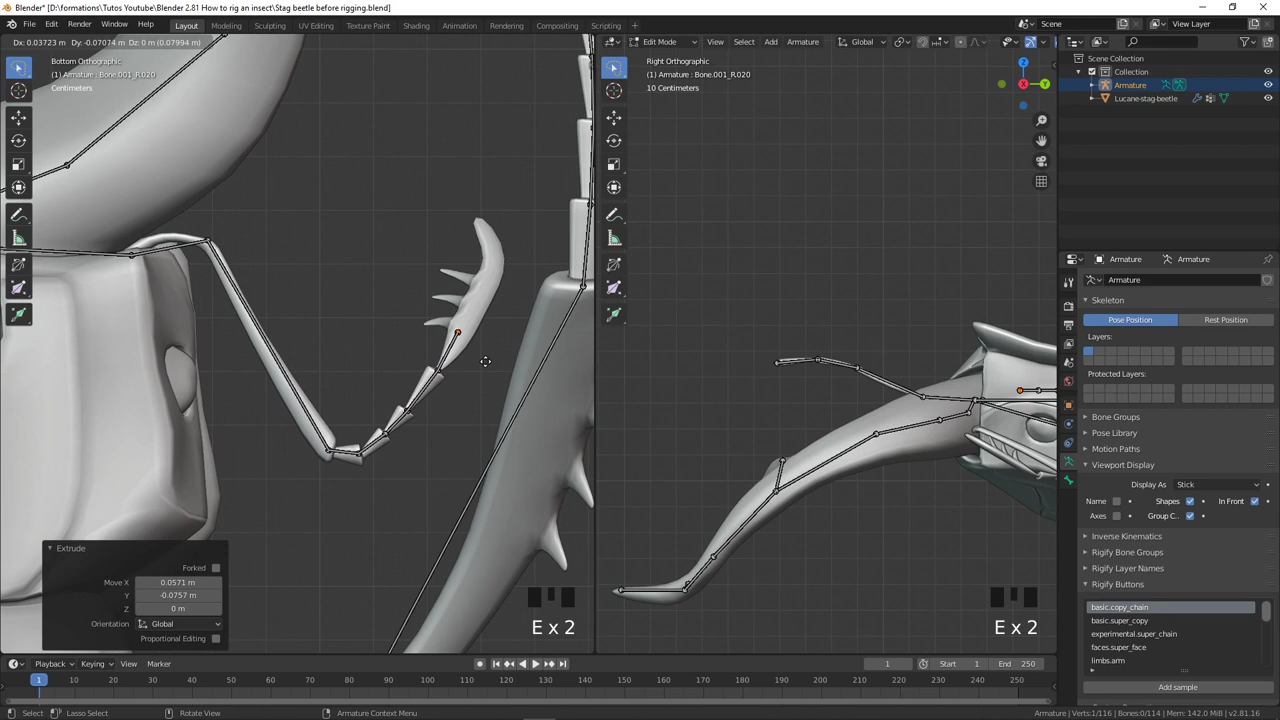 Blender* [D:\formations\Tutos Youtube\Blender 2.81 How to rig an insect\Stag beetle before rigging.blend]
File Edit Render Window Help
Layout Modeling Sculpting UV Editing Texture Paint Shading Animation Rendering Compositing Scripting
Scene View Layer
Dx: 0.03723 m Dy: -0.07074 m Dz: 0 m (0.07994 m)
Edit Mode View Select Add Armature Global
Bottom Orthographic
(1) Armature : Bone.001_R.020
Centimeters
Right Orthographic
(1) Armature : Bone.001_R.020
10 Centimeters
Z
X
Y
Scene Collection
Collection
Armature
Lucane-stag-beetle
Armature Armature
Armature
Skeleton
Pose Position Rest Position
Layers:
Protected Layers:
Bone Groups
Pose Library
Motion Paths
Viewport Display
Display As Stick
Name Shapes In Front
Axes Group C..
Inverse Kinematics
Rigify Bone Groups
Rigify Layer Names
Rigify Buttons
basic.copy_chain
basic.super_copy
experimental.super_chain
faces.super_face
limbs.arm
Add sample
Extrude
Forked
Move X 0.0571 m
Y -0.0757 m
Z 0 m
Orientation Global
Proportional Editing
E x 2
E x 2
Playback Keying View Marker
1 Start 1 End 250
1 10 20 30 40 50 60 70 80 90 100 110 120 130 140 150 160 170 180 190 200 210 220 230 240 250
Select Lasso Select Rotate View Armature Context Menu
Armature | Verts:1/116 | Bones:0/114 | Mem: 142.0 MiB | v2.81.16